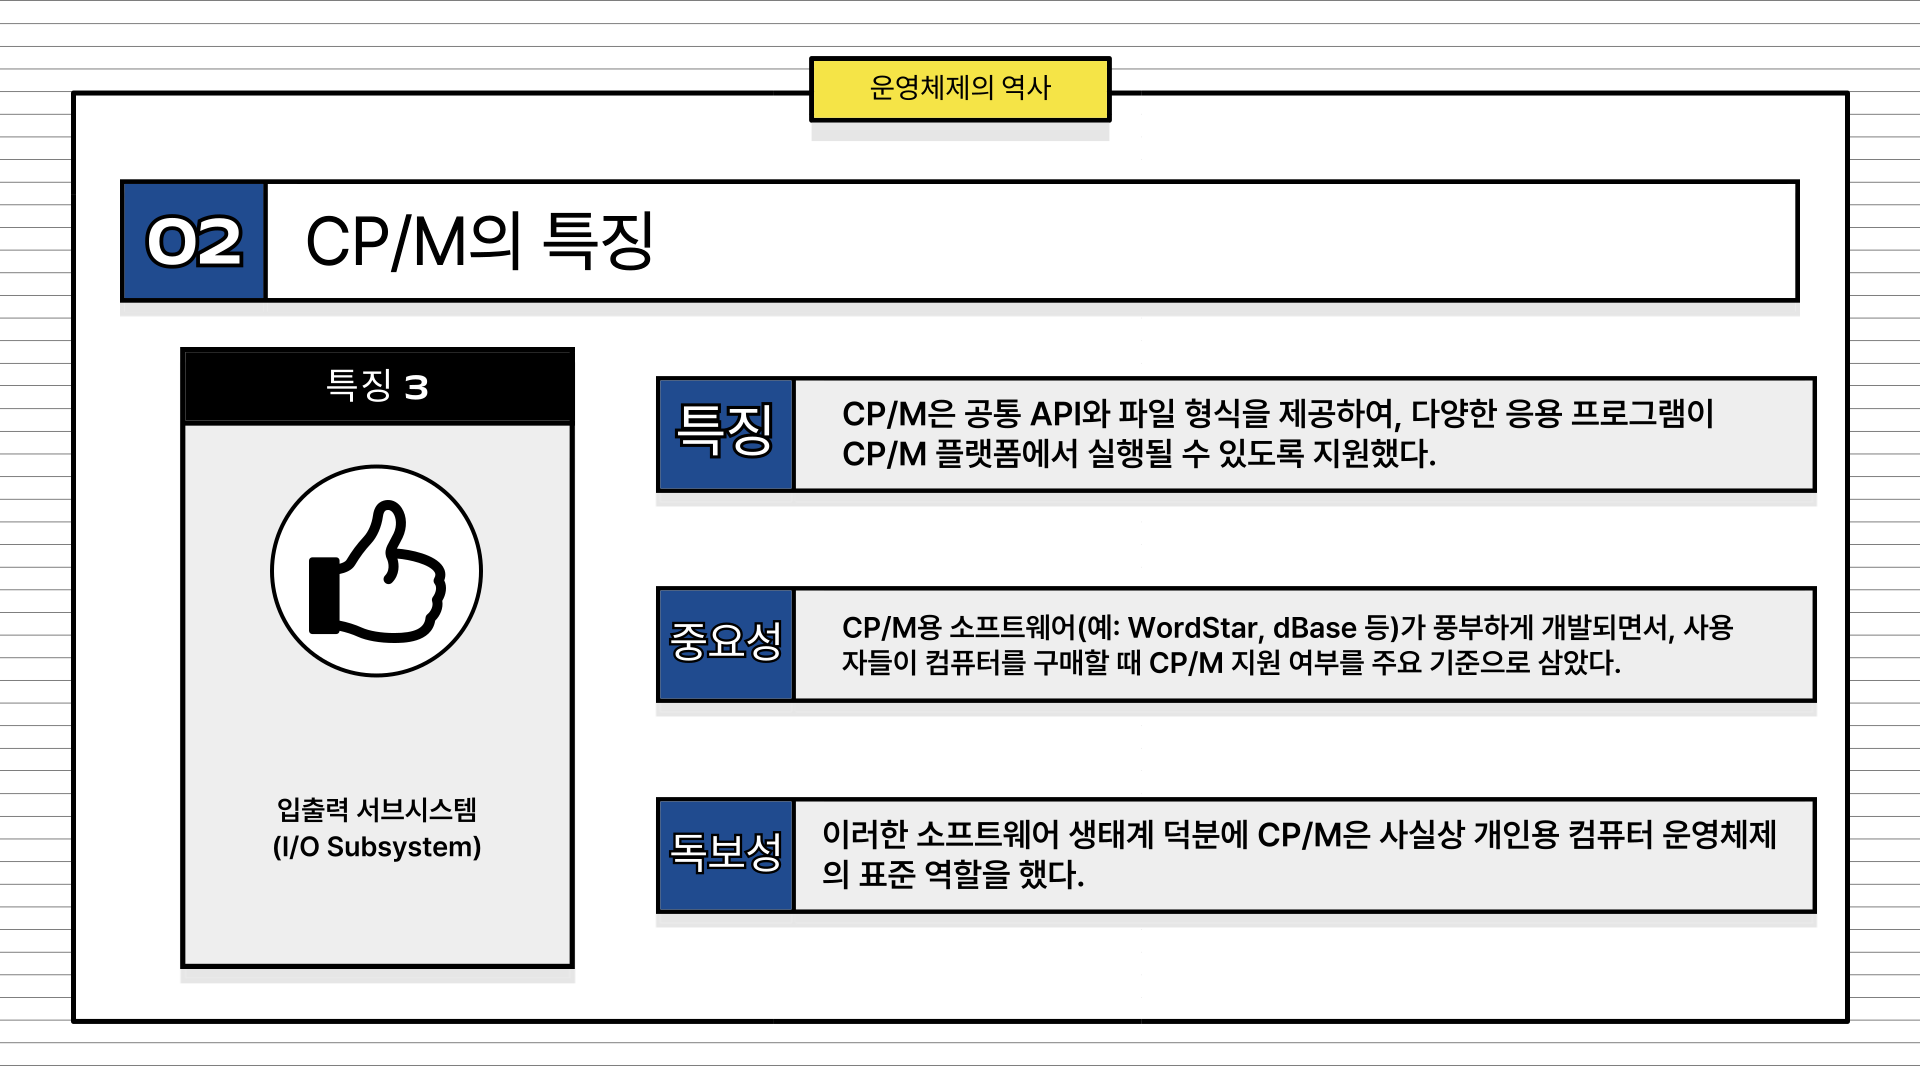 운영체제의 역사
02
CP/M의 특징
특징 3
입출력 서브시스템
(I/O Subsystem)
특징
CP/M은 공통 API와 파일 형식을 제공하여, 다양한 응용 프로그램이
CP/M 플랫폼에서 실행될 수 있도록 지원했다.
중요성
CP/M용 소프트웨어(예: WordStar, dBase 등)가 풍부하게 개발되면서, 사용
자들이 컴퓨터를 구매할 때 CP/M 지원 여부를 주요 기준으로 삼았다.
독보성
이러한 소프트웨어 생태계 덕분에 CP/M은 사실상 개인용 컴퓨터 운영체제
의 표준 역할을 했다.